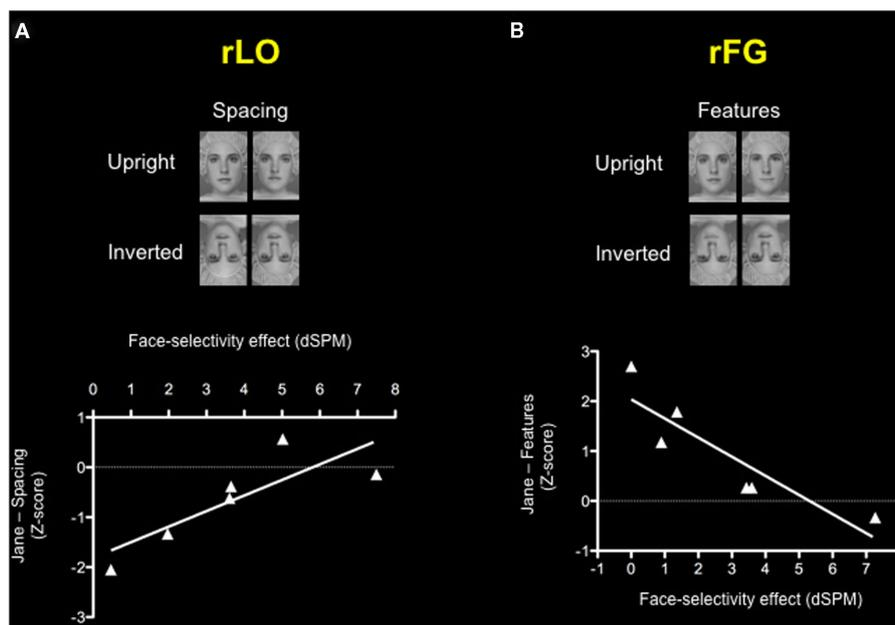 A
rLO
Spacing
Upright
Inverted
Face-selectivity effect (dSPM)
0 1 2 3 4 5 6 7 8
1
0
-1
-2
-3
Jane – Spacing
(Z-score)
B
rFG
Features
Upright
Inverted
3
2
1
0
-1
Jane – Features
(Z-score)
-1 0 1 2 3 4 5 6 7
Face-selectivity effect (dSPM)